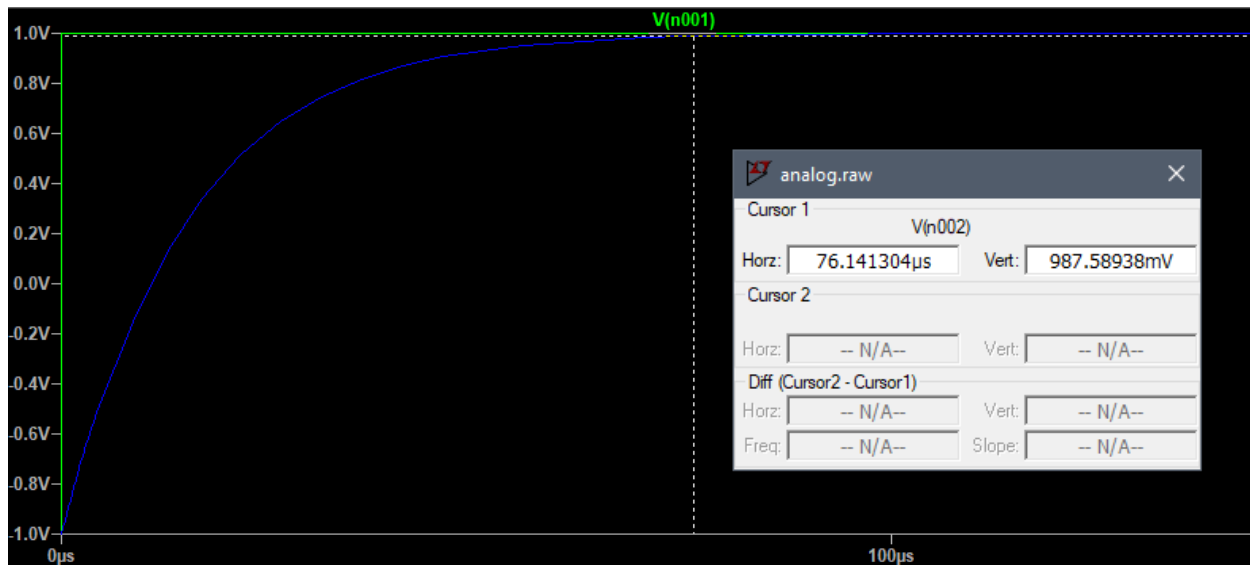 V(n001)
1.0V
0.8V
0.6V
0.4V
0.2V
0.0V
-0.2V
-0.4V
-0.6V
-0.8V
-1.0V
0µs
100µs
analog.raw
Cursor 1
V(n002)
Horz: 76.141304µs Vert: 987.58938mV
Cursor 2
Horz: -- N/A-- Vert: -- N/A--
Diff (Cursor2 - Cursor1)
Horz: -- N/A-- Vert: -- N/A--
Freq: -- N/A-- Slope: -- N/A--